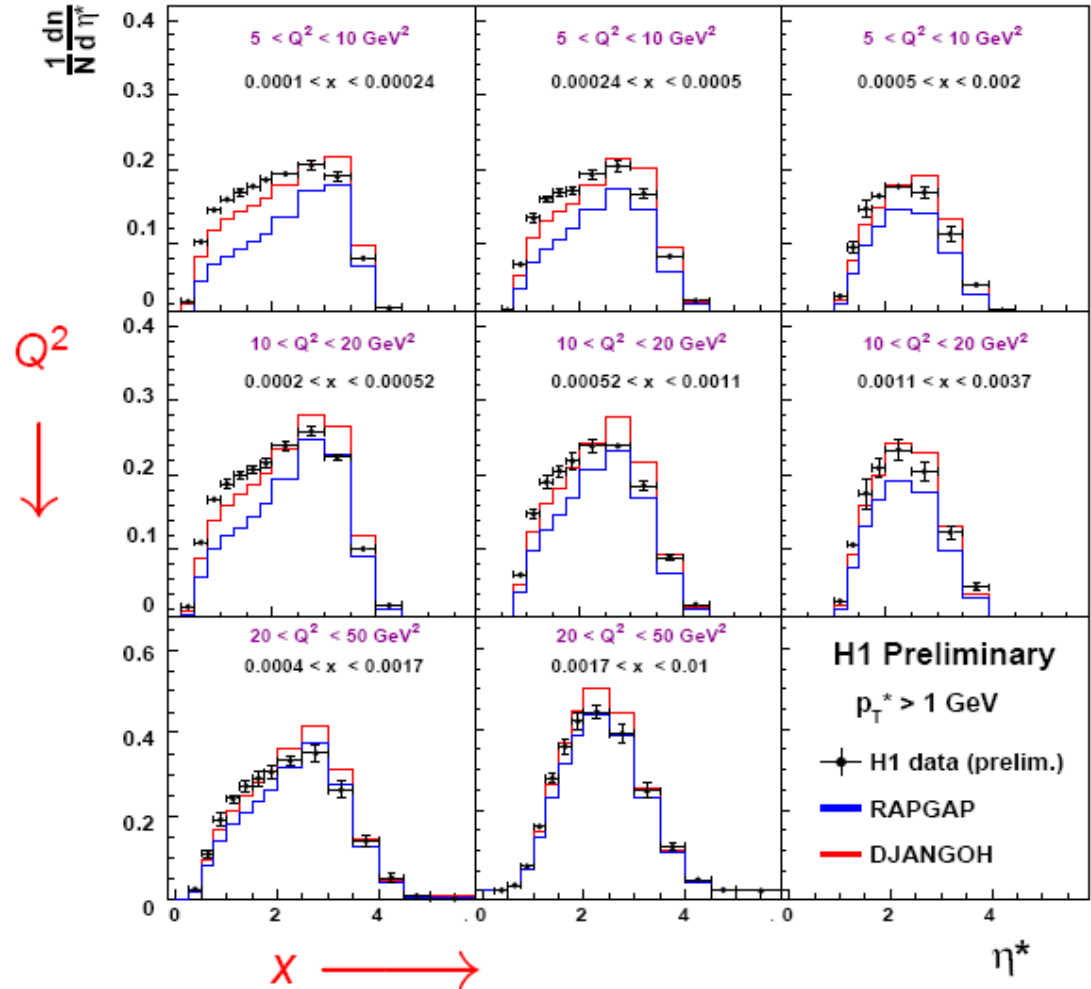 1 dn
N d η*
0.4
0.3
0.2
0.1
0
5 < Q² < 10 GeV²
0.0001 < x < 0.00024
5 < Q² < 10 GeV²
0.00024 < x < 0.0005
5 < Q² < 10 GeV²
0.0005 < x < 0.002
Q²
0.4
0.3
0.2
0.1
0
10 < Q² < 20 GeV²
0.0002 < x < 0.00052
10 < Q² < 20 GeV²
0.00052 < x < 0.0011
10 < Q² < 20 GeV²
0.0011 < x < 0.0037
0.6
0.4
0.2
0
20 < Q² < 50 GeV²
0.0004 < x < 0.0017
20 < Q² < 50 GeV²
0.0017 < x < 0.01
H1 Preliminary
p_T* > 1 GeV
H1 data (prelim.)
RAPGAP
DJANGOH
0 2 4 0 2 4 0 2 4
x
η*